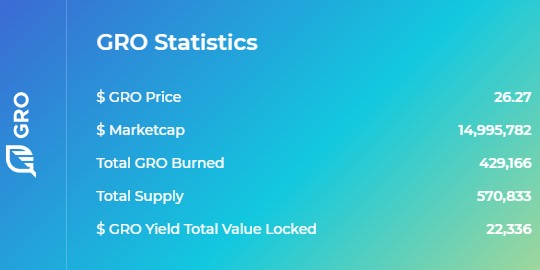 GRO Statistics
GRO
$ GRO Price 26.27
$ Marketcap 14,995,782
Total GRO Burned 429,166
Total Supply 570,833
$ GRO Yield Total Value Locked 22,336